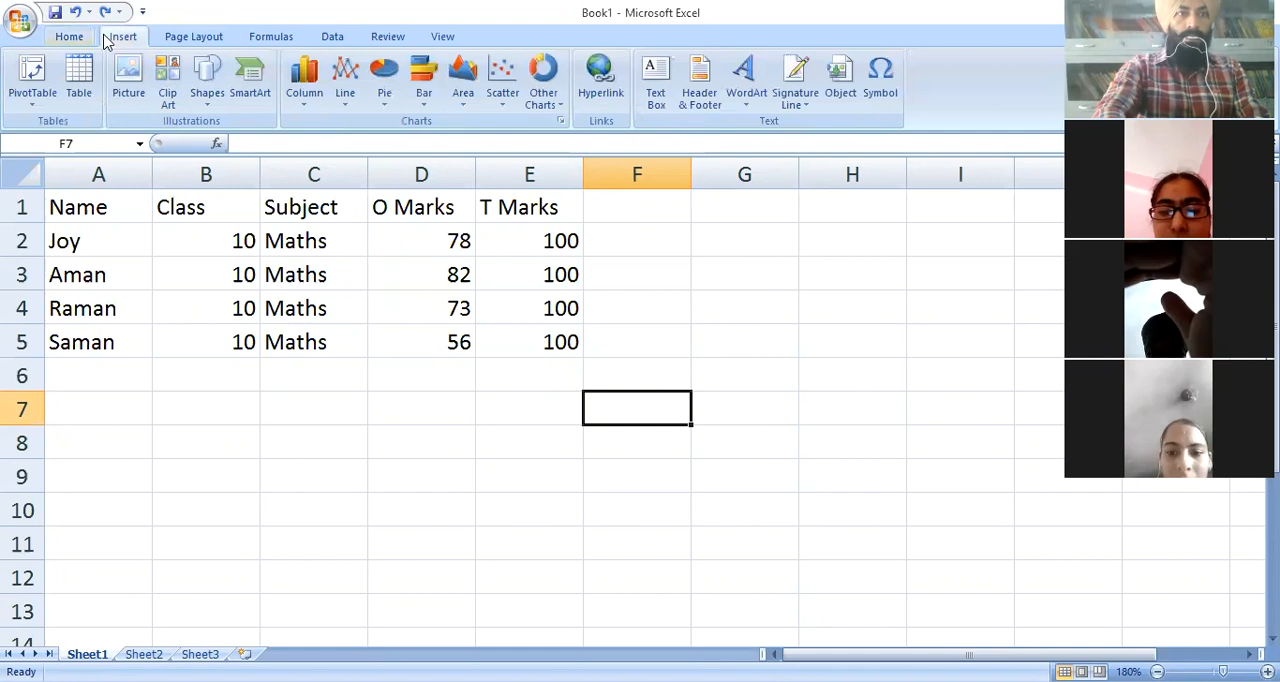 Book1 - Microsoft Excel
Home Insert Page Layout Formulas Data Review View
PivotTable Table Picture Clip Art Shapes SmartArt Column Line Pie Bar Area Scatter Other Charts Hyperlink Text Box Header & Footer WordArt Signature Line Object Symbol
Tables Illustrations Charts Links Text
F7 fx
A B C D E F G H I
1 Name Class Subject O Marks T Marks
2 Joy 10 Maths 78 100
3 Aman 10 Maths 82 100
4 Raman 10 Maths 73 100
5 Saman 10 Maths 56 100
6
7
8
9
10
11
12
13
14
Sheet1 Sheet2 Sheet3
Ready 180%